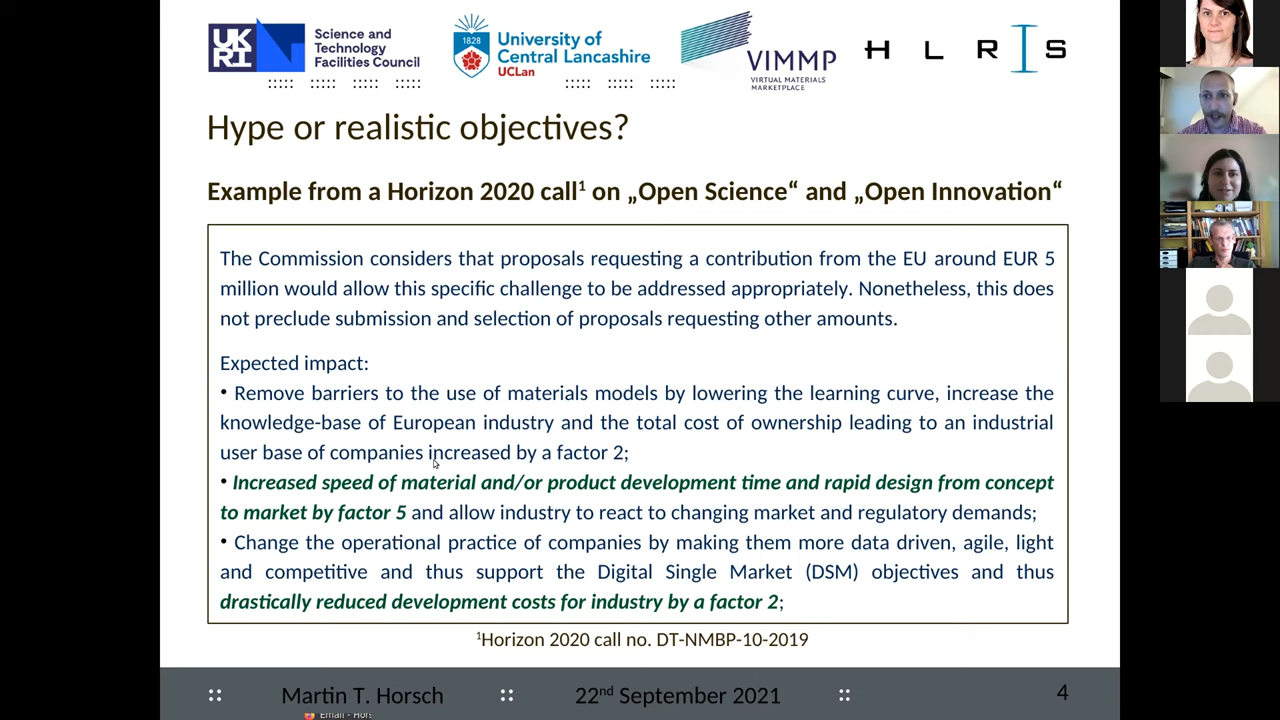 UK
RI
Science and
Technology
Facilities Council
1828
University of
Central Lancashire
UCLan
VIMMP
VIRTUAL MATERIALS
MARKETPLACE
H L R I S
Hype or realistic objectives?
Example from a Horizon 2020 call¹ on „Open Science“ and „Open Innovation“
The Commission considers that proposals requesting a contribution from the EU around EUR 5
million would allow this specific challenge to be addressed appropriately. Nonetheless, this does
not preclude submission and selection of proposals requesting other amounts.
Expected impact:
• Remove barriers to the use of materials models by lowering the learning curve, increase the
knowledge-base of European industry and the total cost of ownership leading to an industrial
user base of companies increased by a factor 2;
• Increased speed of material and/or product development time and rapid design from concept
to market by factor 5 and allow industry to react to changing market and regulatory demands;
• Change the operational practice of companies by making them more data driven, agile, light
and competitive and thus support the Digital Single Market (DSM) objectives and thus
drastically reduced development costs for industry by a factor 2;
¹Horizon 2020 call no. DT-NMBP-10-2019
Martin T. Horsch
22nd September 2021
4
Email - Hors